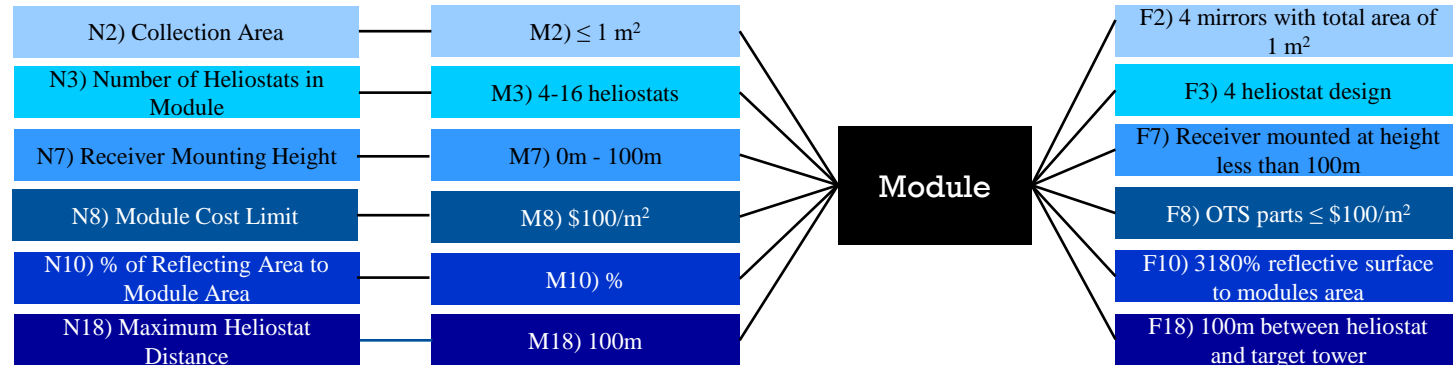 N2) Collection Area
M2) ≤ 1 m²
F2) 4 mirrors with total area of
1 m²
N3) Number of Heliostats in
Module
M3) 4-16 heliostats
F3) 4 heliostat design
N7) Receiver Mounting Height
M7) 0m - 100m
F7) Receiver mounted at height
less than 100m
Module
N8) Module Cost Limit
M8) $100/m²
F8) OTS parts ≤ $100/m²
N10) % of Reflecting Area to
Module Area
M10) %
F10) 3180% reflective surface
to modules area
N18) Maximum Heliostat
Distance
M18) 100m
F18) 100m between heliostat
and target tower